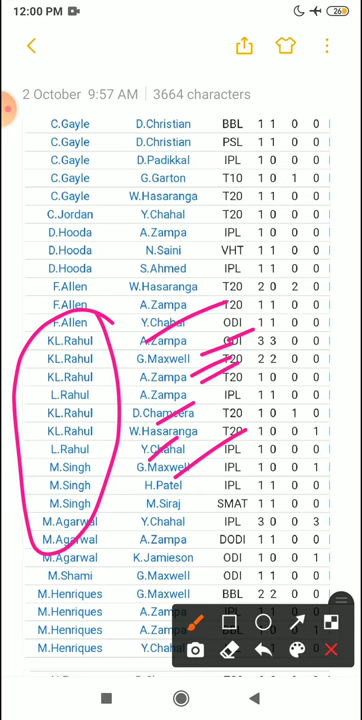 12:00 PM 26
2 October 9:57 AM 3664 characters
C.Gayle D.Christian BBL 1 1 0 0
C.Gayle D.Christian PSL 1 1 0 0
C.Gayle D.Padikkal IPL 1 0 0 0
C.Gayle G.Garton T10 1 0 1 0
C.Gayle W.Hasaranga T20 1 1 0 0
C.Jordan Y.Chahal T20 1 0 0 0
D.Hooda A.Zampa IPL 1 0 0 0
D.Hooda N.Saini VHT 1 1 0 0
D.Hooda S.Ahmed IPL 1 1 0 0
F.Allen W.Hasaranga T20 2 0 2 0
F.Allen A.Zampa T20 1 1 0 0
F.Allen Y.Chahal ODI 1 1 0 0
KL.Rahul A.Zampa ODI 3 3 0 0
KL.Rahul G.Maxwell T20 2 2 0 0
KL.Rahul A.Zampa T20 1 0 0 0
L.Rahul A.Zampa IPL 1 1 0 0
KL.Rahul D.Chameera T20 1 0 1 0
KL.Rahul W.Hasaranga T20 1 0 0 1
L.Rahul Y.Chahal IPL 1 0 0 0
M.Singh G.Maxwell IPL 1 0 0 1
M.Singh H.Patel IPL 1 1 0 0
M.Singh M.Siraj SMAT 1 1 0 0
M.Agarwal Y.Chahal IPL 3 0 0 3
M.Agarwal A.Zampa DODI 1 1 0 0
M.Agarwal K.Jamieson ODI 1 0 0 1
M.Shami G.Maxwell ODI 1 1 0 0
M.Henriques G.Maxwell BBL 2 2 0 0
M.Henriques A.Zampa IPL 1 1 0 0
M.Henriques A.Zampa BBL 1 0 0 1
M.Henriques Y.Chahal